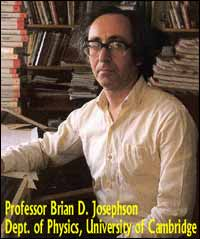 Professor Brian D. Josephson
Dept. of Physics, University of Cambridge